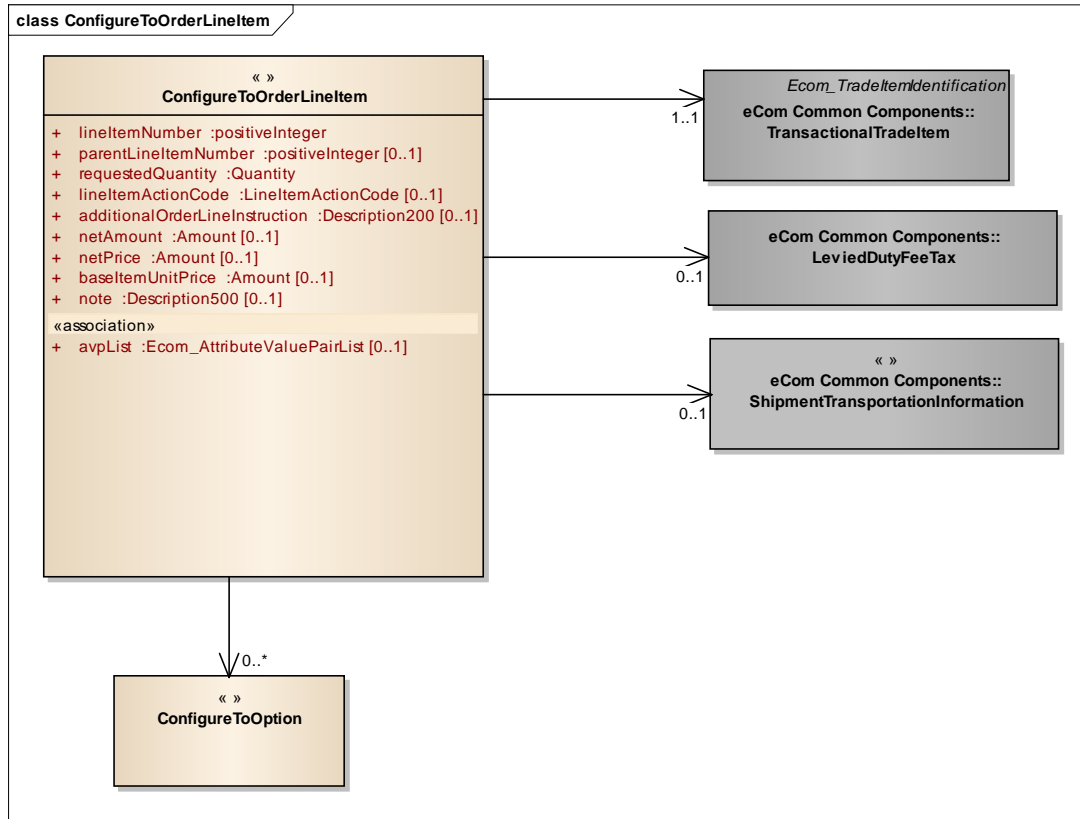 class ConfigureToOrderLineItem
« »
ConfigureToOrderLineItem
+ lineItemNumber :positiveInteger
+ parentLineItemNumber :positiveInteger [0..1]
+ requestedQuantity :Quantity
+ lineItemActionCode :LineItemActionCode [0..1]
+ additionalOrderLineInstruction :Description200 [0..1]
+ netAmount :Amount [0..1]
+ netPrice :Amount [0..1]
+ baseItemUnitPrice :Amount [0..1]
+ note :Description500 [0..1]
«association»
+ avpList :Ecom_AttributeValuePairList [0..1]
1..1
Ecom_TradeItemIdentification
eCom Common Components::
TransactionalTradeItem
0..1
eCom Common Components::
LeviedDutyFeeTax
0..1
« »
eCom Common Components::
ShipmentTransportationInformation
0..*
« »
ConfigureToOption